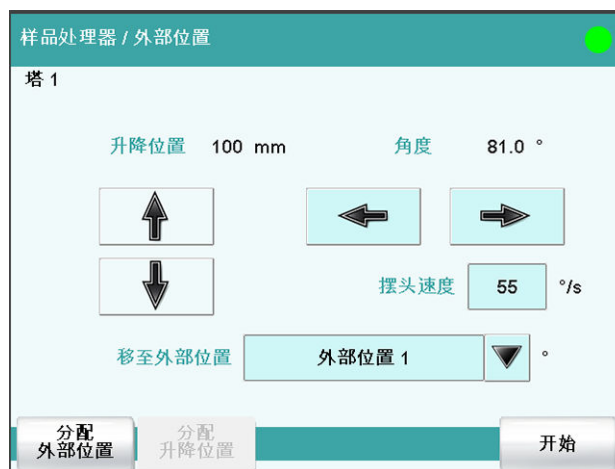 样品处理器 / 外部位置
塔 1
升降位置 100 mm 角度 81.0 °
摆头速度 55 °/s
移至外部位置 外部位置 1 °
分配
外部位置
分配
升降位置
开始